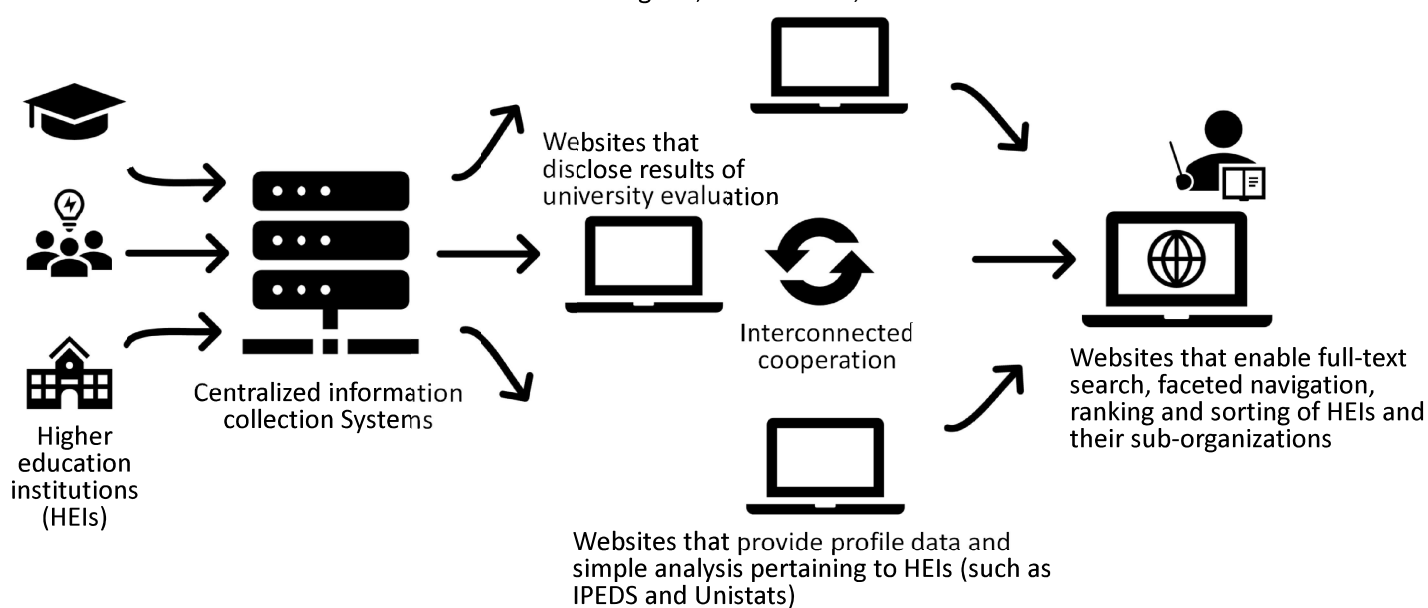 Websites that
disclose results of
university evaluation
Interconnected
cooperation
Centralized information
collection Systems
Higher
education
institutions
(HEIs)
Websites that enable full-text
search, faceted navigation,
ranking and sorting of HEIs and
their sub-organizations
Websites that provide profile data and
simple analysis pertaining to HEIs (such as
IPEDS and Unistats)